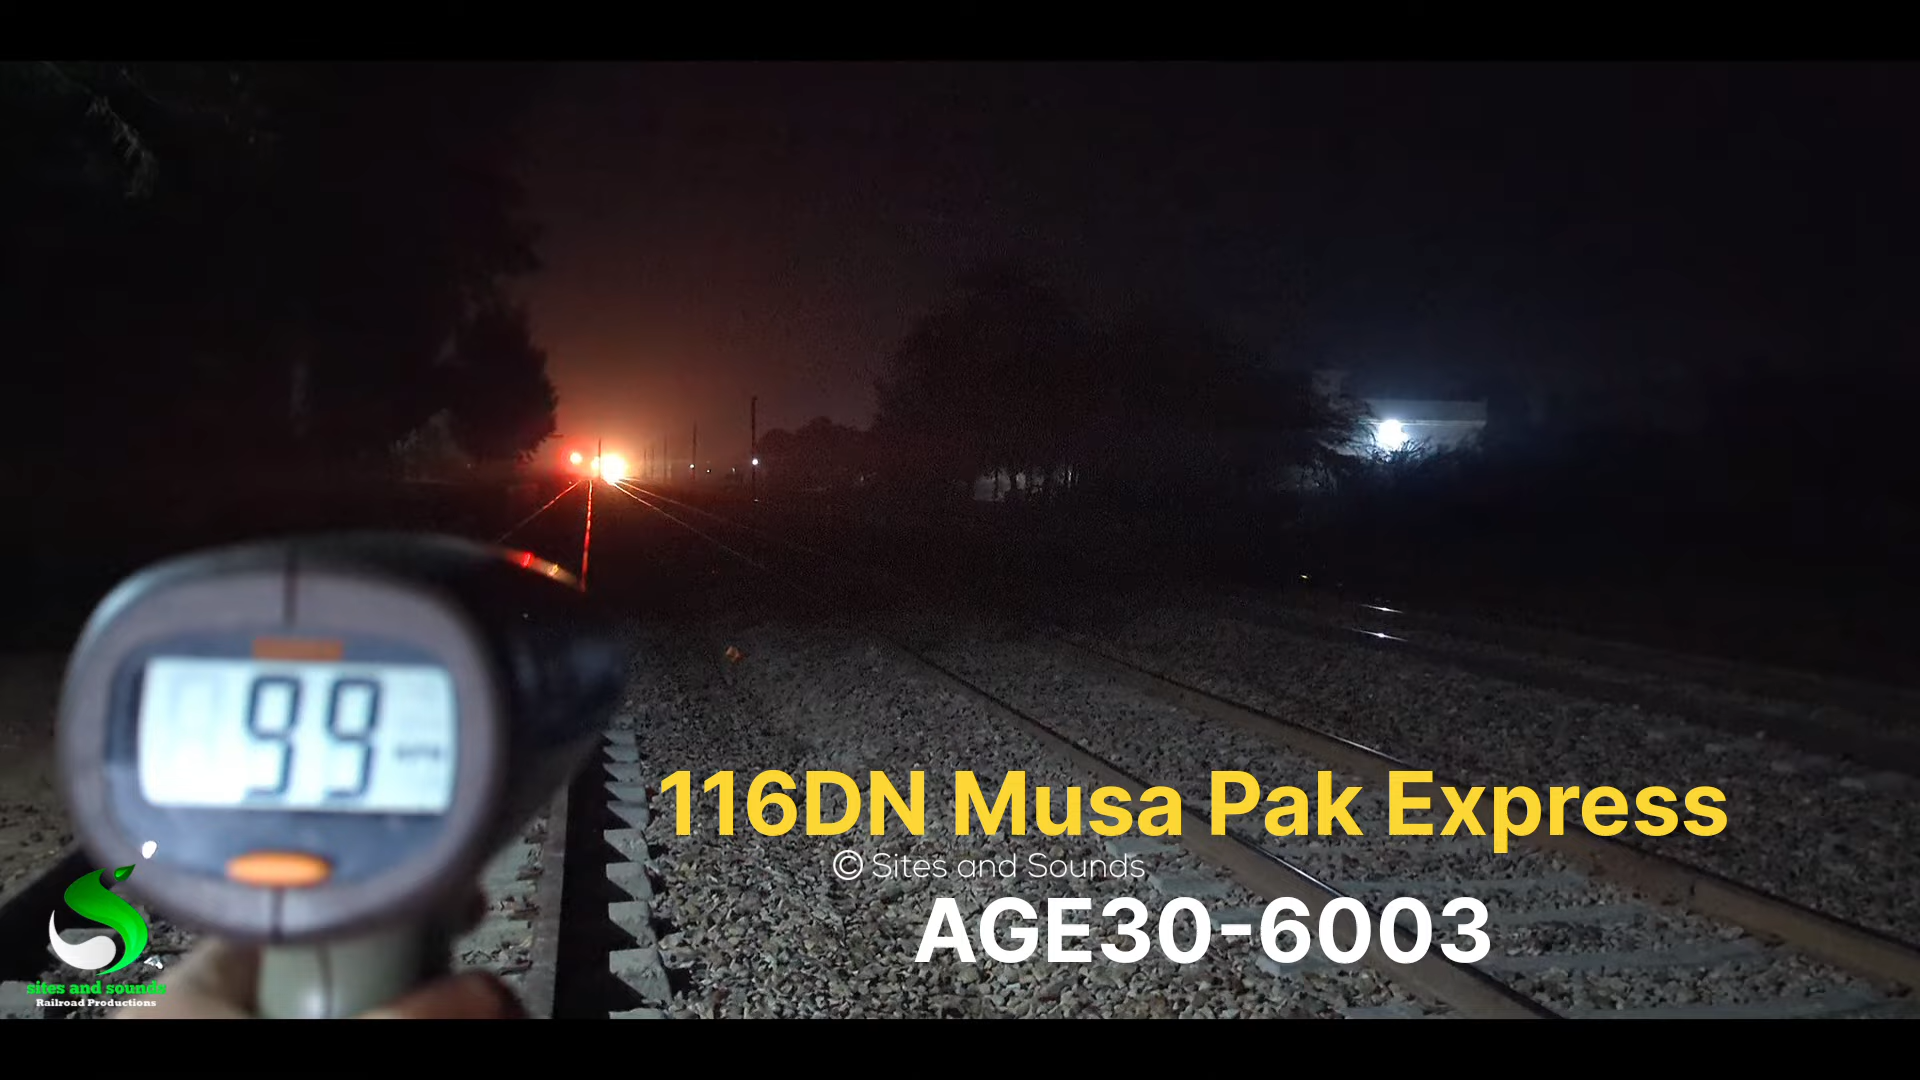 99
116DN Musa Pak Express
© Sites and Sounds
AGE30-6003
sites and sounds
Railroad Productions